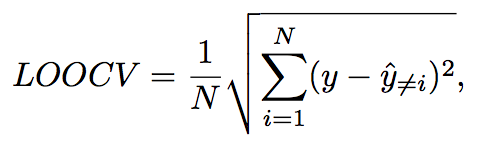 LOOCV = \frac{1}{N} \sqrt{\sum_{i=1}^{N} (y - \hat{y}_{\neq i})^2},